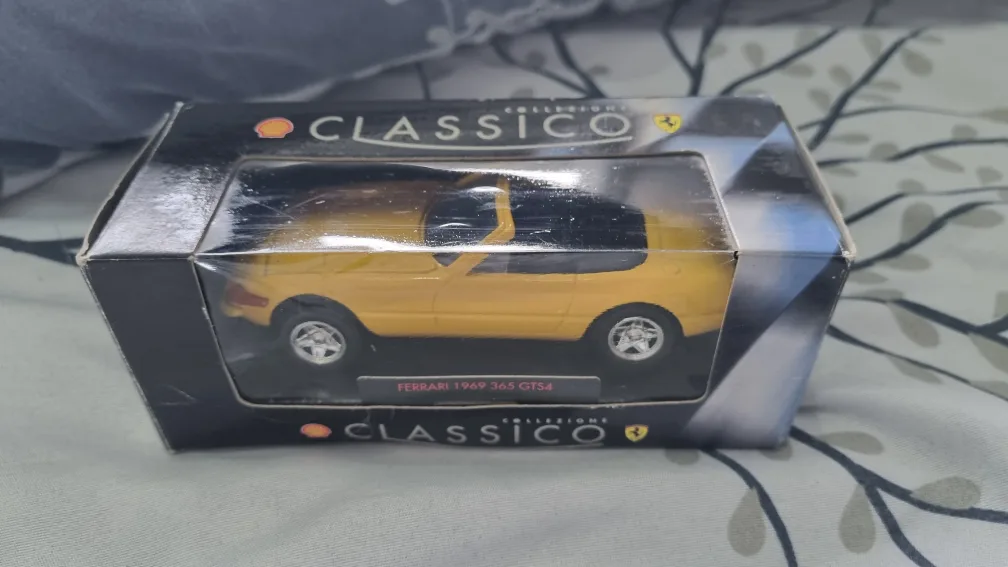 COLLEZIONE
CLASSICO
FERRARI 1969 365 GTS4
COLLEZIONE
CLASSICO